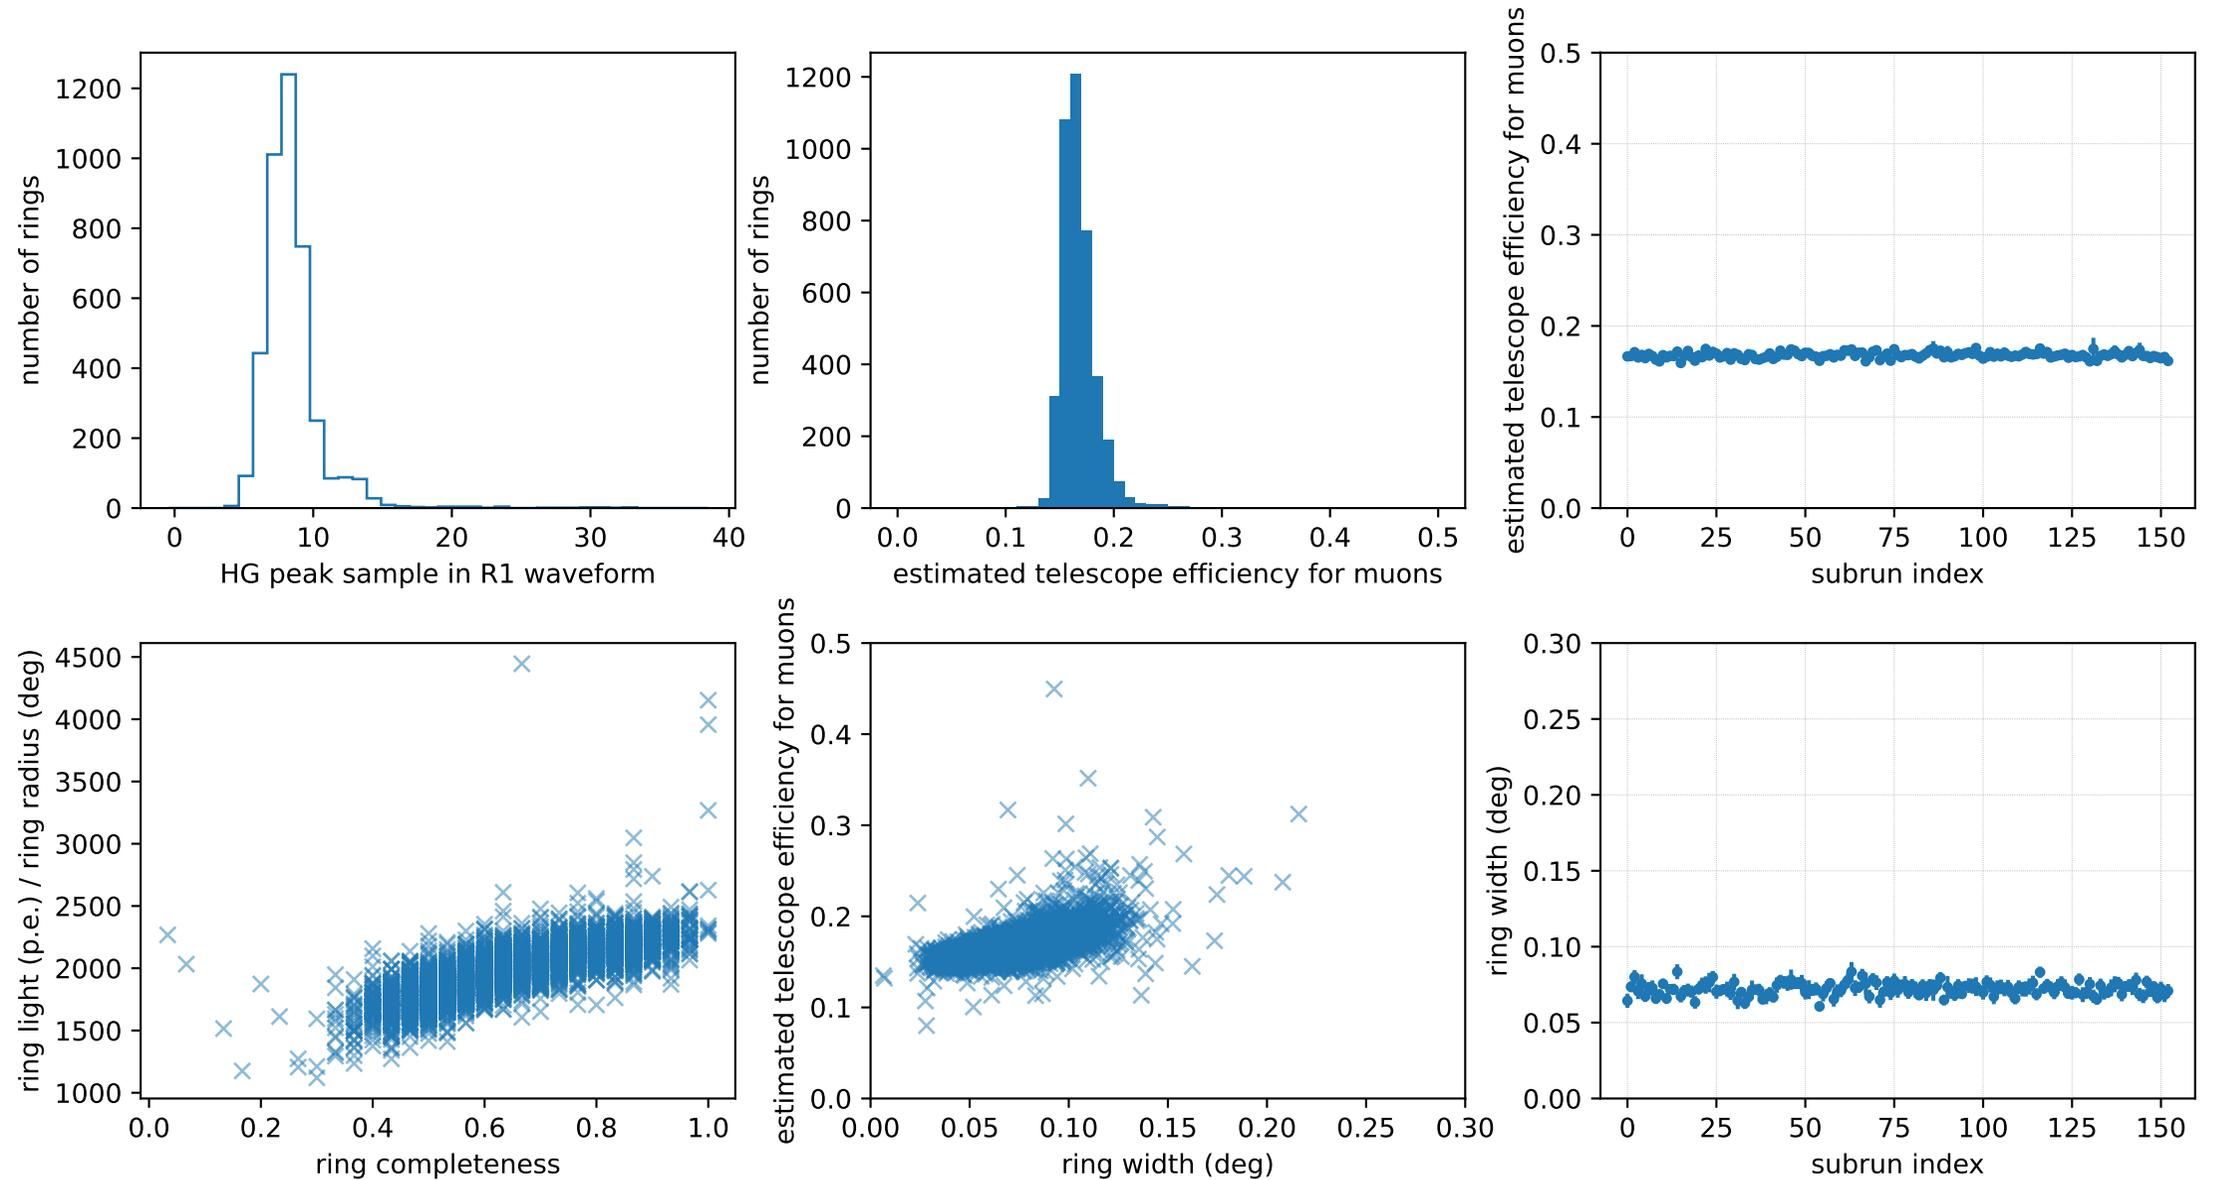 number of rings
1200
1000
800
600
400
200
0
0 10 20 30 40
HG peak sample in R1 waveform
number of rings
1200
1000
800
600
400
200
0
0.0 0.1 0.2 0.3 0.4 0.5
estimated telescope efficiency for muons
estimated telescope efficiency for muons
0.5
0.4
0.3
0.2
0.1
0.0
0 25 50 75 100 125 150
subrun index
ring light (p.e.) / ring radius (deg)
4500
4000
3500
3000
2500
2000
1500
1000
0.0 0.2 0.4 0.6 0.8 1.0
ring completeness
estimated telescope efficiency for muons
0.5
0.4
0.3
0.2
0.1
0.0
0.00 0.05 0.10 0.15 0.20 0.25 0.30
ring width (deg)
ring width (deg)
0.30
0.25
0.20
0.15
0.10
0.05
0.00
0 25 50 75 100 125 150
subrun index